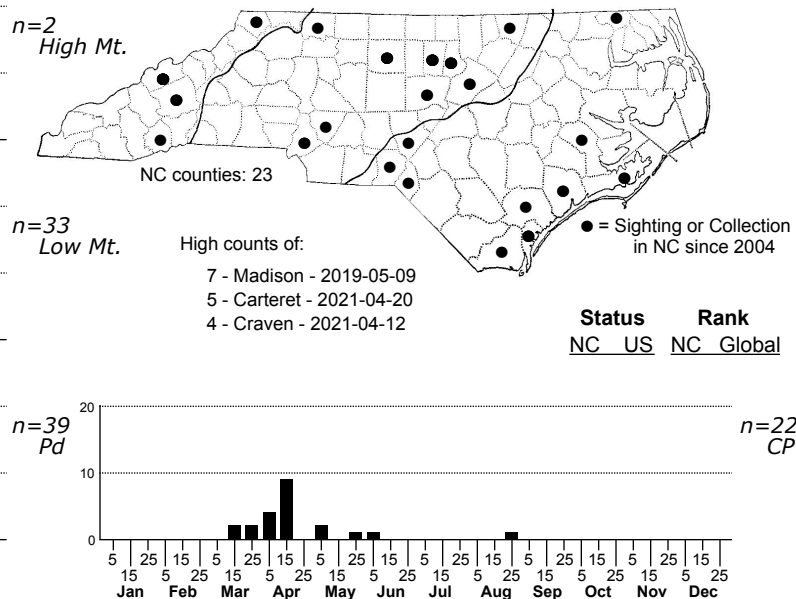 n=2
High Mt.
NC counties: 23
n=33
Low Mt.
High counts of:
7 - Madison - 2019-05-09
5 - Carteret - 2021-04-20
4 - Craven - 2021-04-12
● = Sighting or Collection
in NC since 2004
Status Rank
NC US NC Global
n=39
Pd
n=22
CP
20
10
0
5 25 15 5 25 15 5 25 15 5 25 15 5 25 15 5 25 15
15 5 25 15 5 25 15 5 25 15 5 25 15 5 25 15 5 25
Jan Feb Mar Apr May Jun Jul Aug Sep Oct Nov Dec